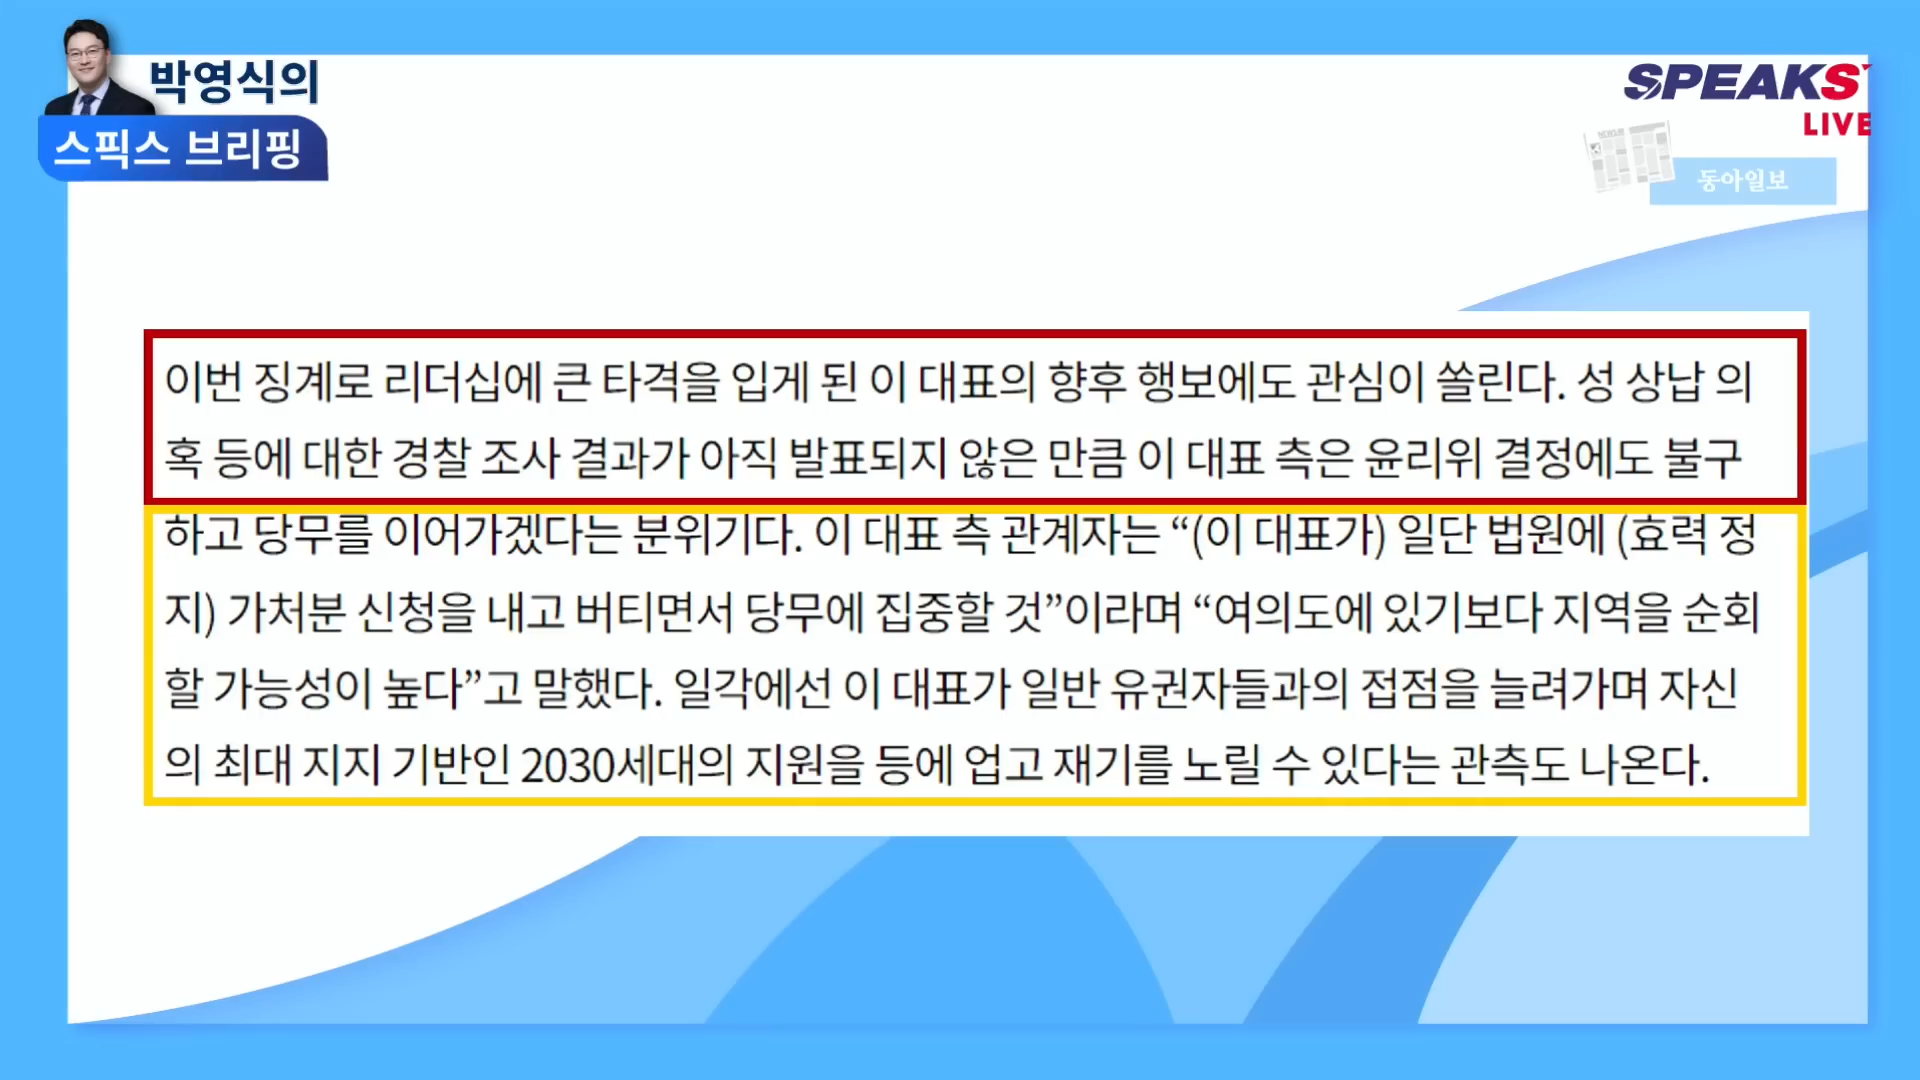 박영식의
스픽스 브리핑
SPEAKS
LIVE
동아일보
이번 징계로 리더십에 큰 타격을 입게 된 이 대표의 향후 행보에도 관심이 쏠린다. 성 상납 의
혹 등에 대한 경찰 조사 결과가 아직 발표되지 않은 만큼 이 대표 측은 윤리위 결정에도 불구
하고 당무를 이어가겠다는 분위기다. 이 대표 측 관계자는 “(이 대표가) 일단 법원에 (효력 정
지) 가처분 신청을 내고 버티면서 당무에 집중할 것”이라며 “여의도에 있기보다 지역을 순회
할 가능성이 높다”고 말했다. 일각에선 이 대표가 일반 유권자들과의 접점을 늘려가며 자신
의 최대 지지 기반인 2030세대의 지원을 등에 업고 재기를 노릴 수 있다는 관측도 나온다.